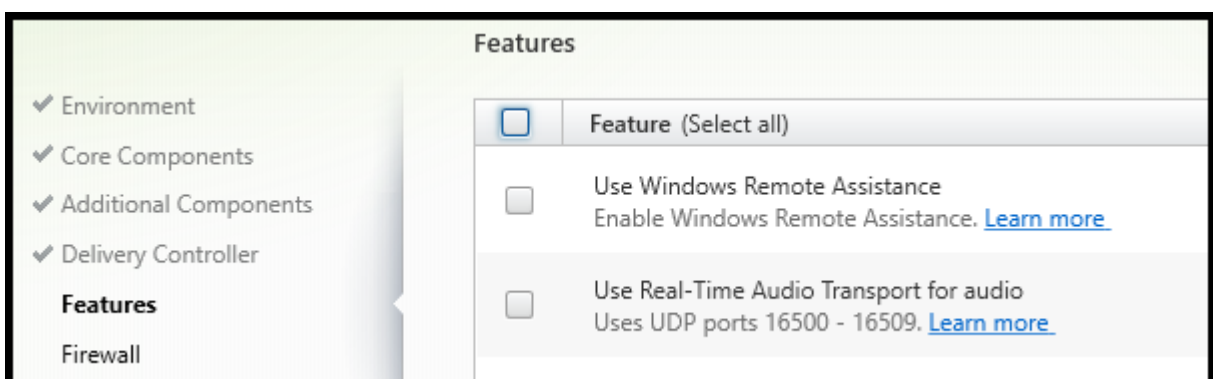 Features
Environment
Core Components
Additional Components
Delivery Controller
Features
Firewall
Feature (Select all)
Use Windows Remote Assistance
Enable Windows Remote Assistance. Learn more
Use Real-Time Audio Transport for audio
Uses UDP ports 16500 - 16509. Learn more